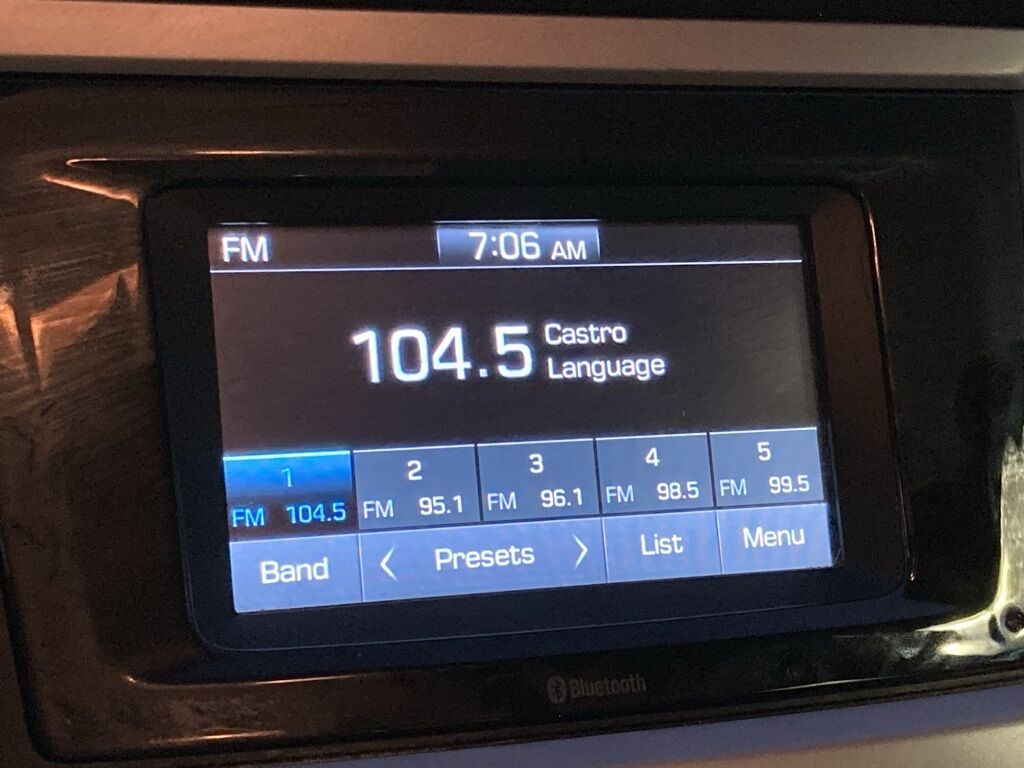 FM 7:06 AM
104.5 Castro
Language
1 2 3 4 5
FM 104.5 FM 95.1 FM 96.1 FM 98.5 FM 99.5
Band < Presets > List Menu
Bluetooth